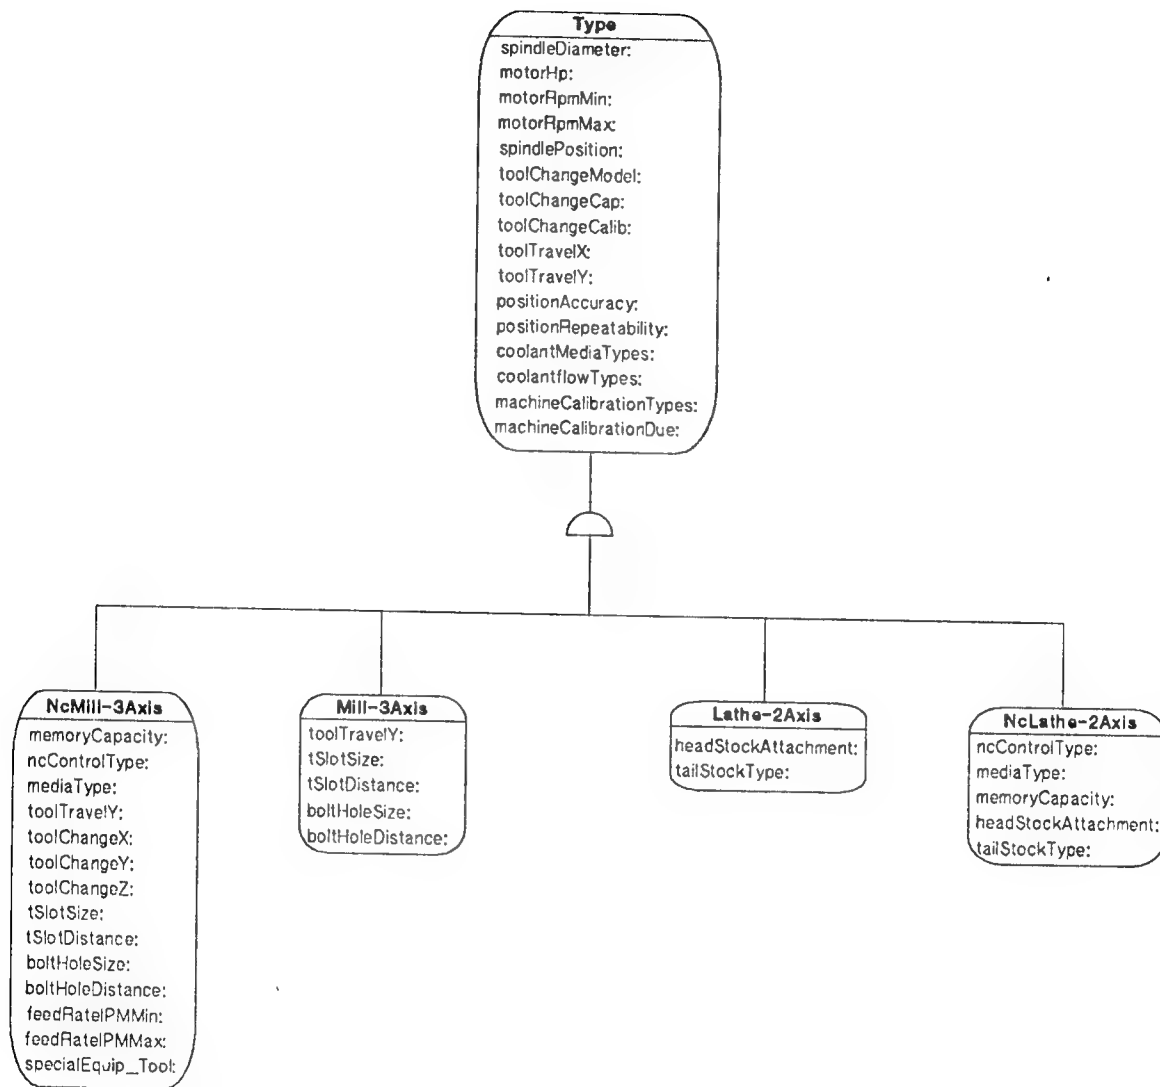 Type
spindleDiameter:
motorHp:
motorRpmMin:
motorRpmMax:
spindlePosition:
toolChangeModel:
toolChangeCap:
toolChangeCalib:
toolTravelX:
toolTravelY:
positionAccuracy:
positionRepeatability:
coolantMediaTypes:
coolantflowTypes:
machineCalibrationTypes:
machineCalibrationDue:
NcMill-3Axis
memoryCapacity:
ncControlType:
mediaType:
toolTravelY:
toolChangeX:
toolChangeY:
toolChangeZ:
tSlotSize:
tSlotDistance:
boltHoleSize:
boltHoleDistance:
feedRateIPMMin:
feedRateIPMMax:
specialEquip_Tool:
Mill-3Axis
toolTravelY:
tSlotSize:
tSlotDistance:
boltHoleSize:
boltHoleDistance:
Lathe-2Axis
headStockAttachment:
tailStockType:
NcLathe-2Axis
ncControlType:
mediaType:
memoryCapacity:
headStockAttachment:
tailStockType: